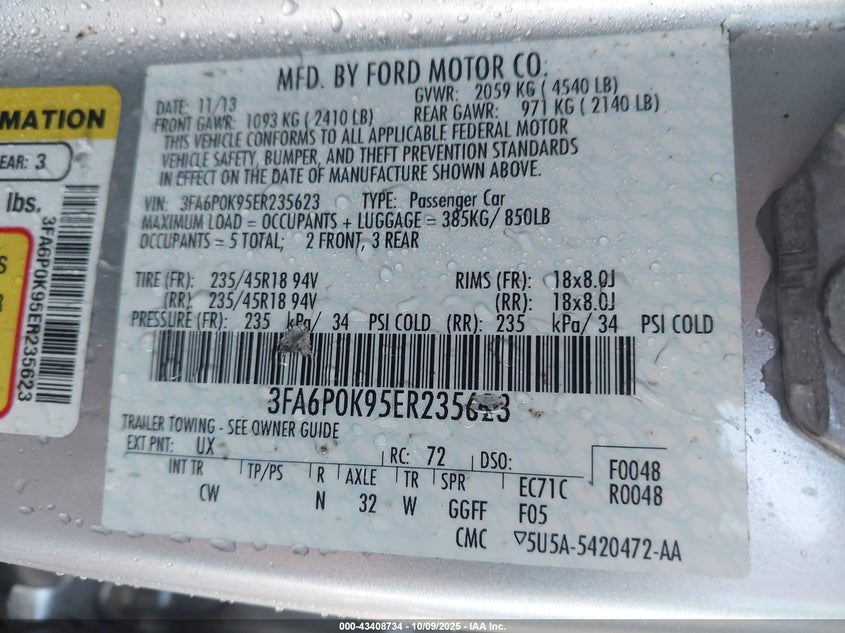 MFD. BY FORD MOTOR CO.
DATE: 11/13
GVWR: 2059 KG ( 4540 LB)
FRONT GAWR: 1093 KG ( 2410 LB)
REAR GAWR: 971 KG ( 2140 LB)
THIS VEHICLE CONFORMS TO ALL APPLICABLE FEDERAL MOTOR
VEHICLE SAFETY, BUMPER, AND THEFT PREVENTION STANDARDS
IN EFFECT ON THE DATE OF MANUFACTURE SHOWN ABOVE.
VIN: 3FA6P0K95ER235623 TYPE: Passenger Car
MAXIMUM LOAD = OCCUPANTS + LUGGAGE = 385KG/ 850LB
OCCUPANTS = 5 TOTAL; 2 FRONT, 3 REAR
TIRE (FR): 235/45R18 94V RIMS (FR): 18x8.0J
(RR): 235/45R18 94V (RR): 18x8.0J
PRESSURE (FR): 235 kPa/ 34 PSI COLD (RR): 235 kPa/ 34 PSI COLD
3FA6P0K95ER235623
TRAILER TOWING - SEE OWNER GUIDE
EXT PNT: UX RC: 72 DSO:
INT TR TP/PS R AXLE TR SPR EC71C F0048
CW N 32 W GGFF F05 R0048
CMC ▽5U5A-5420472-AA
MATION
EAR: 3
lbs.
S
R
3FA6P0K95ER235623
000-43408734 - 10/09/2025 - IAA Inc.